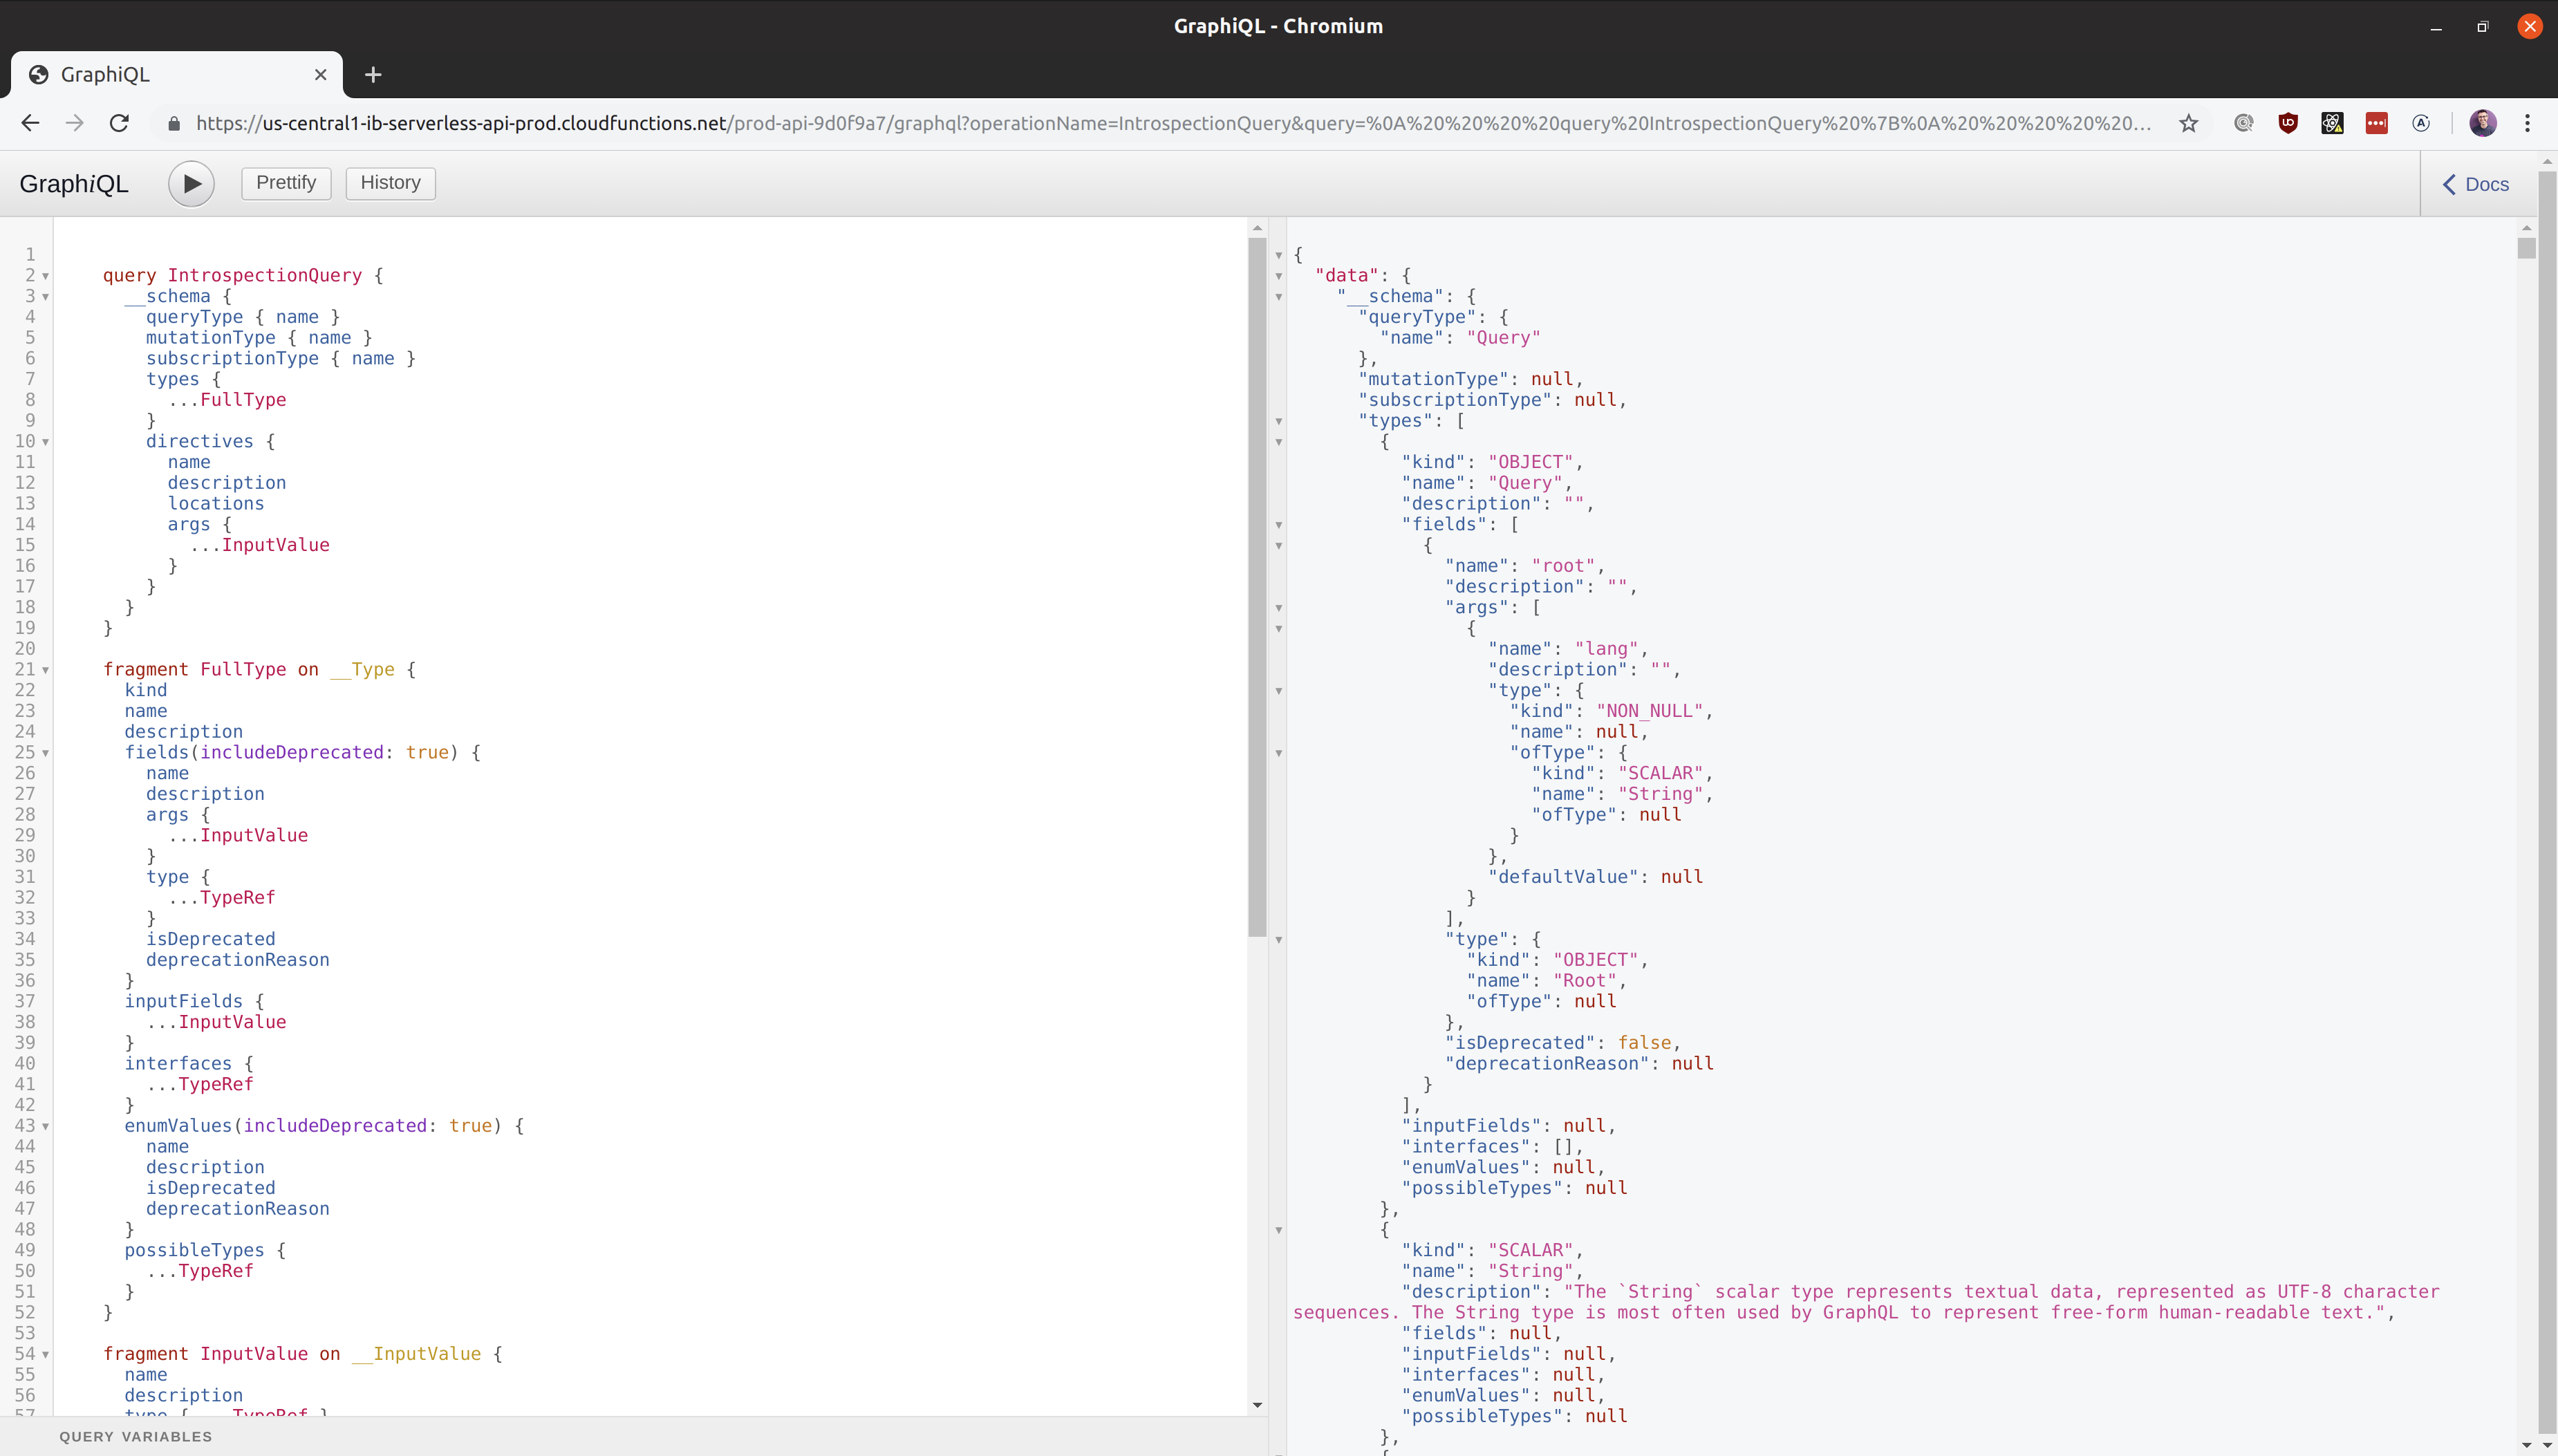 GraphiQL - Chromium
GraphiQL
https://us-central1-ib-serverless-api-prod.cloudfunctions.net/prod-api-9d0f9a7/graphql?operationName=IntrospectionQuery&query=%0A%20%20%20%20query%20IntrospectionQuery%20%7B%0A%20%20%20%20%20...
GraphiQL
Prettify
History
Docs
1
2 query IntrospectionQuery {
3 __schema {
4 queryType { name }
5 mutationType { name }
6 subscriptionType { name }
7 types {
8 ...FullType
9 }
10 directives {
11 name
12 description
13 locations
14 args {
15 ...InputValue
16 }
17 }
18 }
19 }
20
21 fragment FullType on __Type {
22 kind
23 name
24 description
25 fields(includeDeprecated: true) {
26 name
27 description
28 args {
29 ...InputValue
30 }
31 type {
32 ...TypeRef
33 }
34 isDeprecated
35 deprecationReason
36 }
37 inputFields {
38 ...InputValue
39 }
40 interfaces {
41 ...TypeRef
42 }
43 enumValues(includeDeprecated: true) {
44 name
45 description
46 isDeprecated
47 deprecationReason
48 }
49 possibleTypes {
50 ...TypeRef
51 }
52 }
53
54 fragment InputValue on __InputValue {
55 name
56 description
57 type { ...TypeRef }
QUERY VARIABLES
{
"data": {
"__schema": {
"queryType": {
"name": "Query"
},
"mutationType": null,
"subscriptionType": null,
"types": [
{
"kind": "OBJECT",
"name": "Query",
"description": "",
"fields": [
{
"name": "root",
"description": "",
"args": [
{
"name": "lang",
"description": "",
"type": {
"kind": "NON_NULL",
"name": null,
"ofType": {
"kind": "SCALAR",
"name": "String",
"ofType": null
}
},
"defaultValue": null
}
],
"type": {
"kind": "OBJECT",
"name": "Root",
"ofType": null
},
"isDeprecated": false,
"deprecationReason": null
}
],
"inputFields": null,
"interfaces": [],
"enumValues": null,
"possibleTypes": null
},
{
"kind": "SCALAR",
"name": "String",
"description": "The `String` scalar type represents textual data, represented as UTF-8 character
sequences. The String type is most often used by GraphQL to represent free-form human-readable text.",
"fields": null,
"inputFields": null,
"interfaces": null,
"enumValues": null,
"possibleTypes": null
},
{